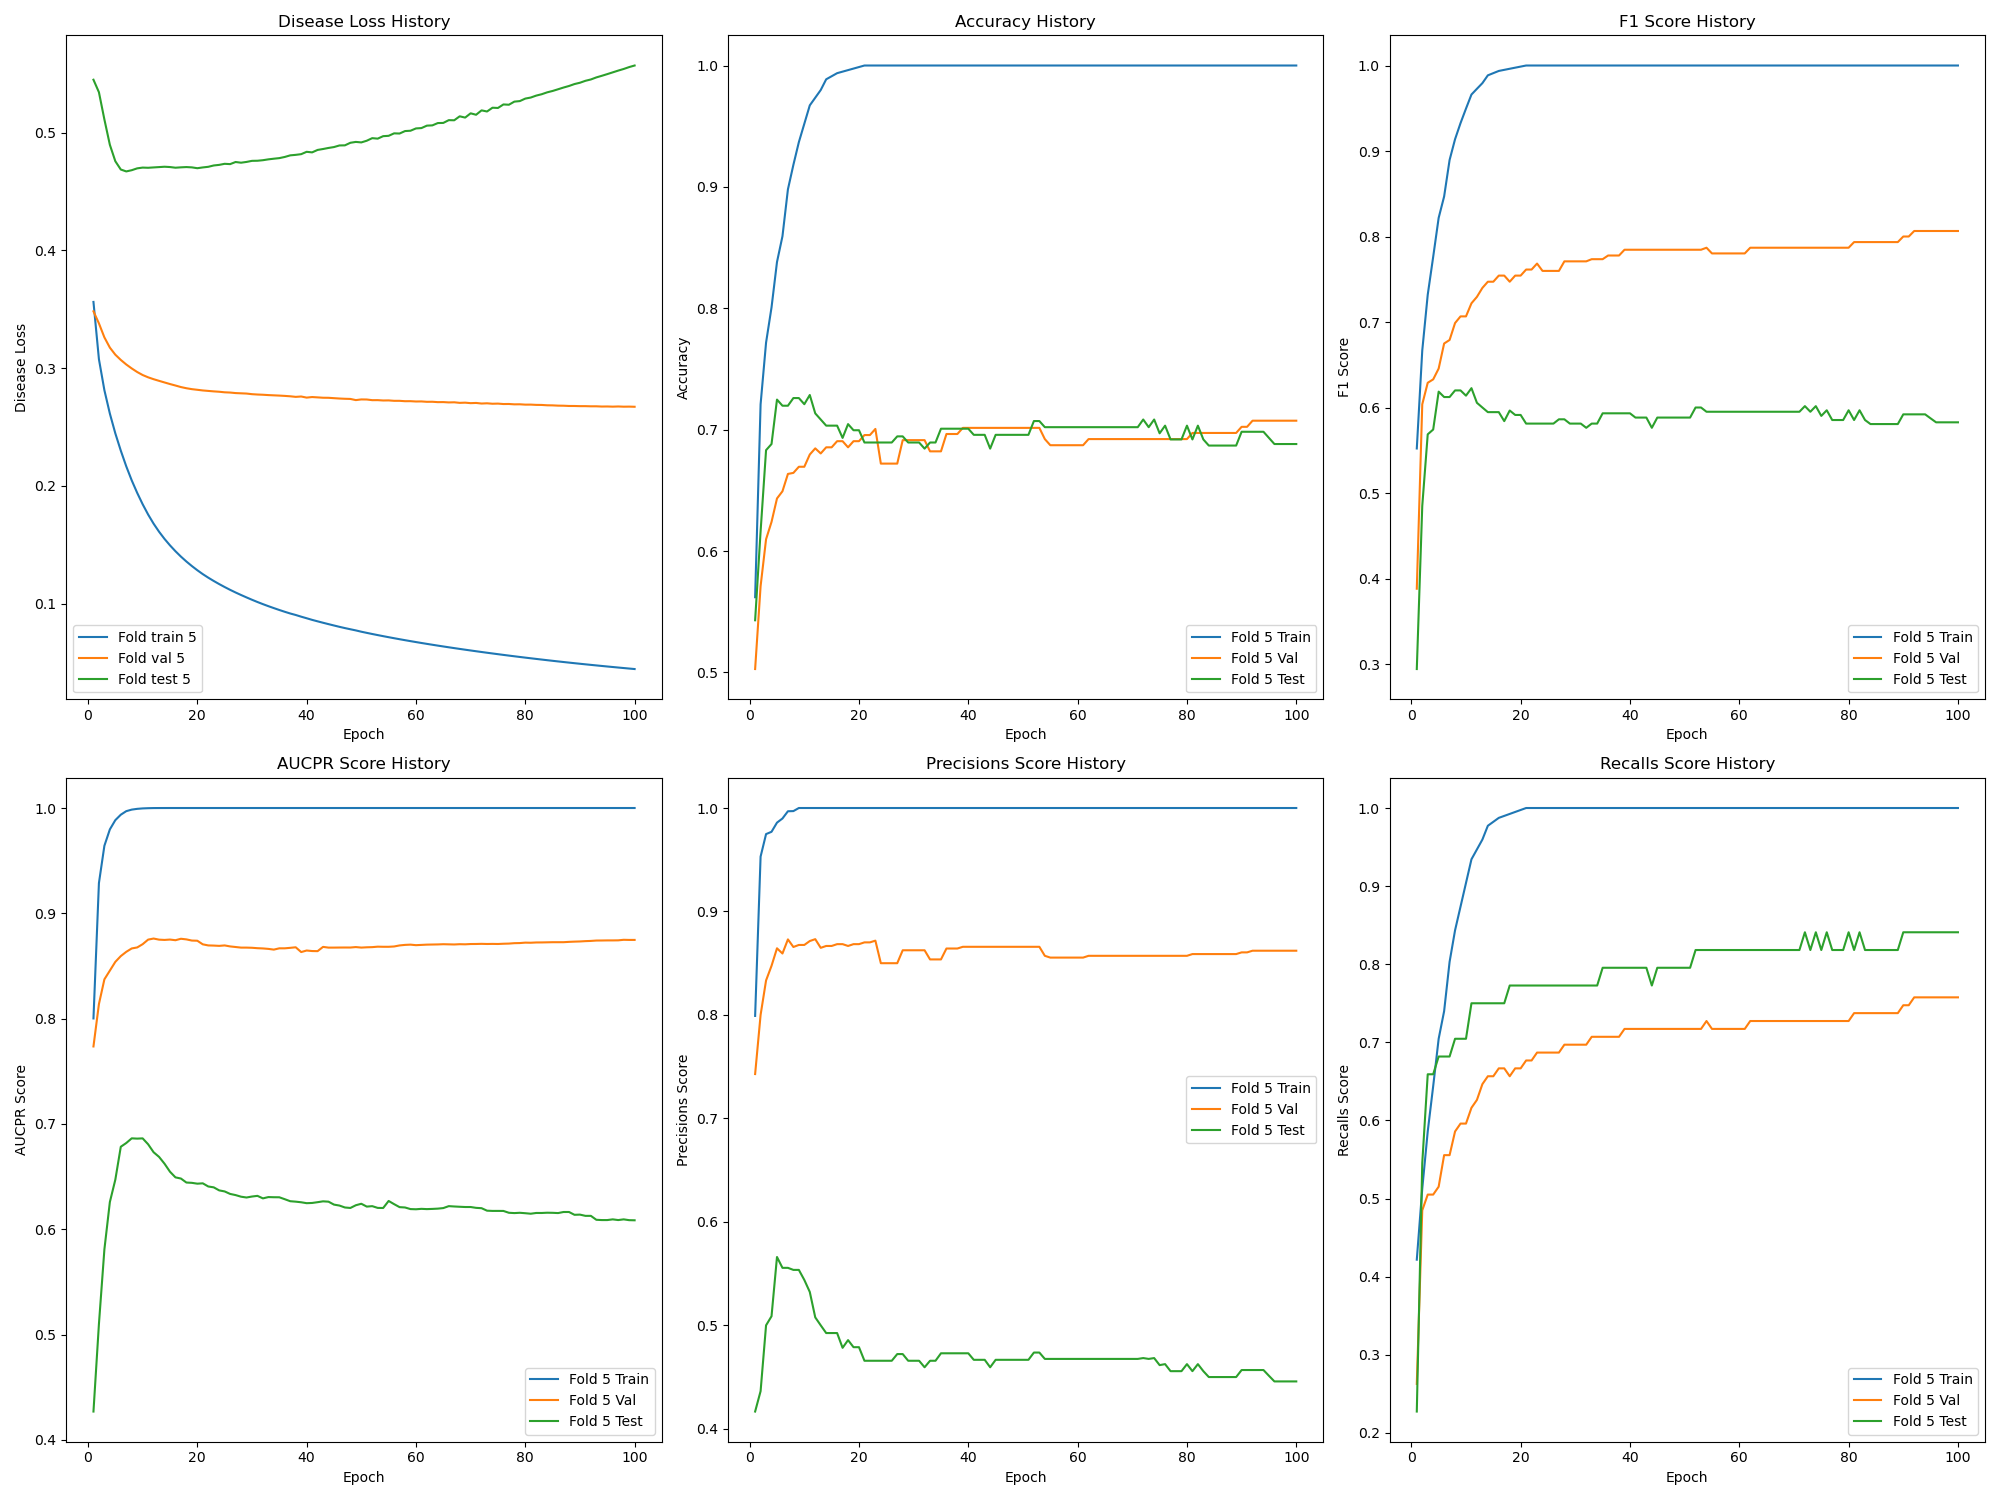 Disease Loss History
Disease Loss
0.5
0.4
0.3
0.2
0.1
Fold train 5
Fold val 5
Fold test 5
0 20 40 60 80 100
Epoch
Accuracy History
Accuracy
1.0
0.9
0.8
0.7
0.6
0.5
Fold 5 Train
Fold 5 Val
Fold 5 Test
0 20 40 60 80 100
Epoch
F1 Score History
F1 Score
1.0
0.9
0.8
0.7
0.6
0.5
0.4
0.3
Fold 5 Train
Fold 5 Val
Fold 5 Test
0 20 40 60 80 100
Epoch
AUCPR Score History
AUCPR Score
1.0
0.9
0.8
0.7
0.6
0.5
0.4
Fold 5 Train
Fold 5 Val
Fold 5 Test
0 20 40 60 80 100
Epoch
Precisions Score History
Precisions Score
1.0
0.9
0.8
0.7
0.6
0.5
0.4
Fold 5 Train
Fold 5 Val
Fold 5 Test
0 20 40 60 80 100
Epoch
Recalls Score History
Recalls Score
1.0
0.9
0.8
0.7
0.6
0.5
0.4
0.3
0.2
Fold 5 Train
Fold 5 Val
Fold 5 Test
0 20 40 60 80 100
Epoch